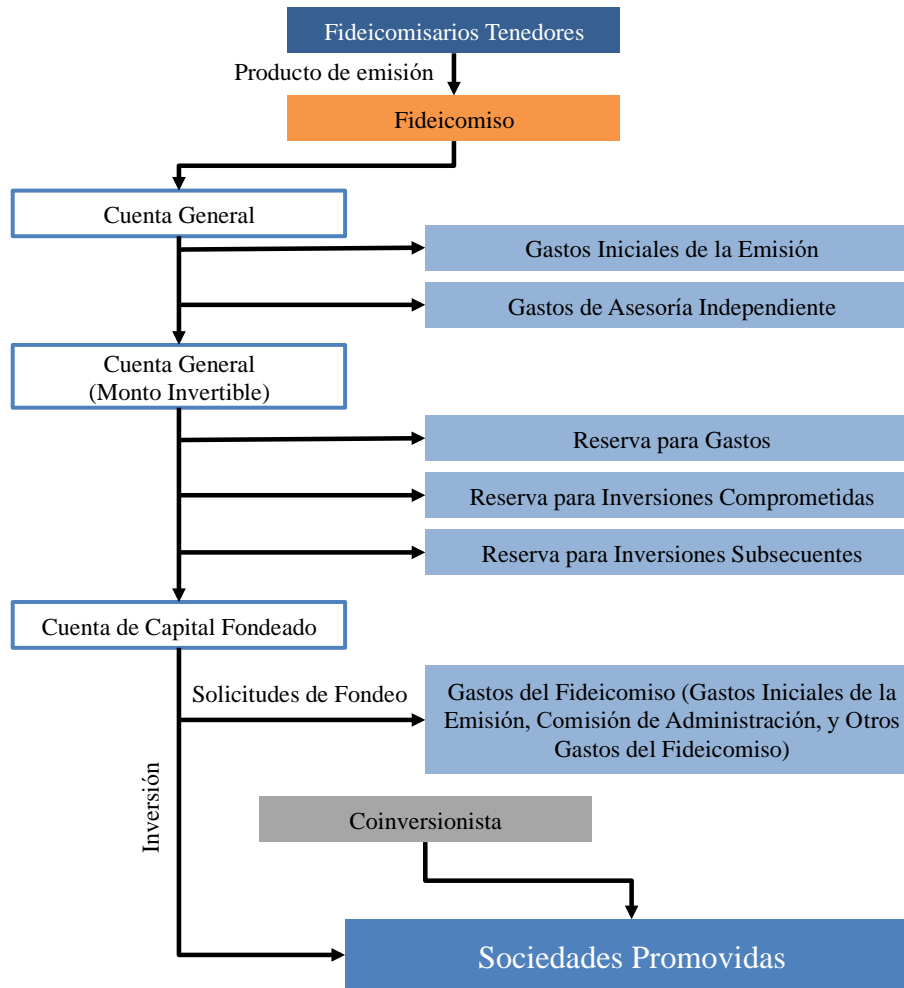 Fideicomisarios Tenedores
Producto de emisión
Fideicomiso
Cuenta General
Gastos Iniciales de la Emisión
Gastos de Asesoría Independiente
Cuenta General
(Monto Invertible)
Reserva para Gastos
Reserva para Inversiones Comprometidas
Reserva para Inversiones Subsecuentes
Cuenta de Capital Fondeado
Solicitudes de Fondeo
Gastos del Fideicomiso (Gastos Iniciales de la
Emisión, Comisión de Administración, y Otros
Gastos del Fideicomiso)
Inversión
Coinversionista
Sociedades Promovidas